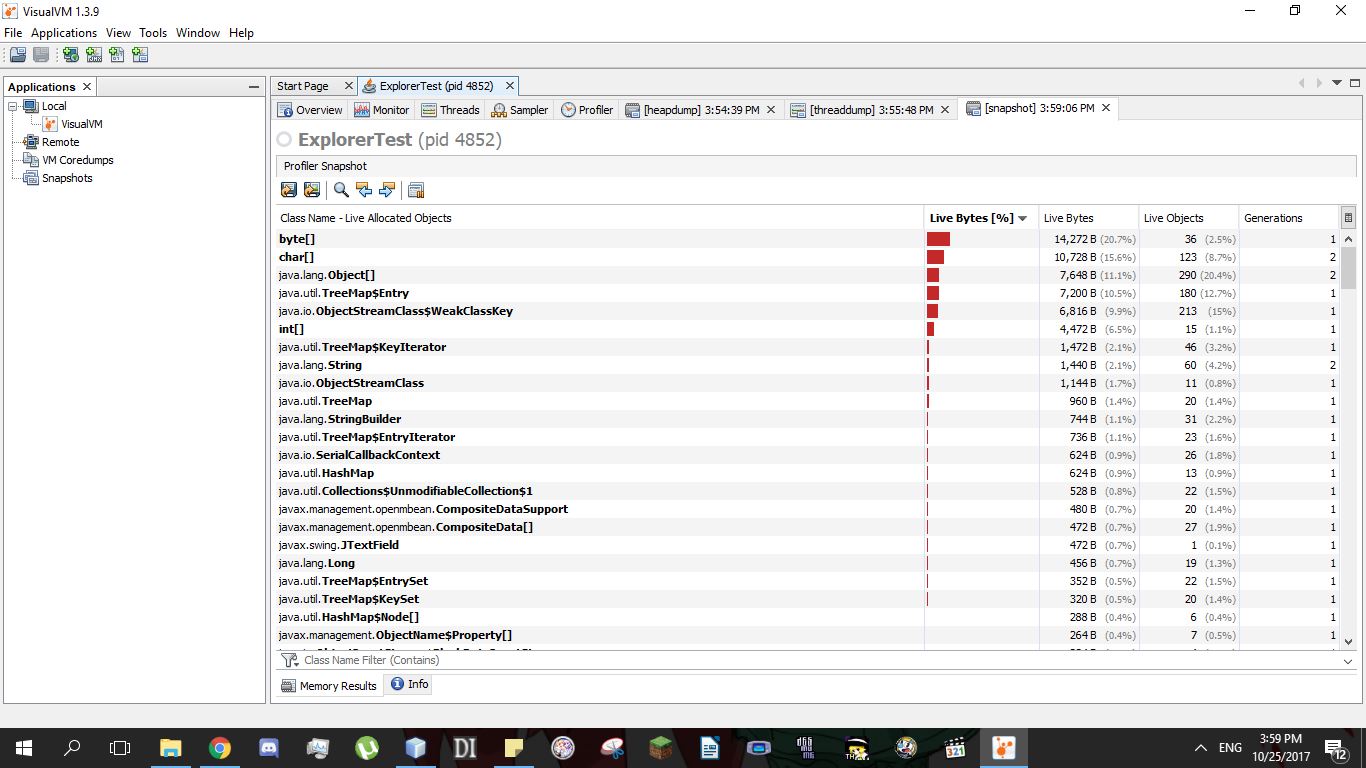 VisualVM 1.3.9
File Applications View Tools Window Help
Applications
Local
VisualVM
Remote
VM Coredumps
Snapshots
Start Page ExplorerTest (pid 4852)
Overview Monitor Threads Sampler Profiler [heapdump] 3:54:39 PM [threaddump] 3:55:48 PM [snapshot] 3:59:06 PM
ExplorerTest (pid 4852)
Profiler Snapshot
Class Name - Live Allocated Objects Live Bytes [%] Live Bytes Live Objects Generations
byte[] 14,272 B (20.7%) 36 (2.5%) 1
char[] 10,728 B (15.6%) 123 (8.7%) 2
java.lang.Object[] 7,648 B (11.1%) 290 (20.4%) 2
java.util.TreeMap$Entry 7,200 B (10.5%) 180 (12.7%) 1
java.io.ObjectStreamClass$WeakClassKey 6,816 B (9.9%) 213 (15%) 1
int[] 4,472 B (6.5%) 15 (1.1%) 1
java.util.TreeMap$KeyIterator 1,472 B (2.1%) 46 (3.2%) 1
java.lang.String 1,440 B (2.1%) 60 (4.2%) 2
java.io.ObjectStreamClass 1,144 B (1.7%) 11 (0.8%) 1
java.util.TreeMap 960 B (1.4%) 20 (1.4%) 1
java.lang.StringBuilder 744 B (1.1%) 31 (2.2%) 1
java.util.TreeMap$EntryIterator 736 B (1.1%) 23 (1.6%) 1
java.io.SerialCallbackContext 624 B (0.9%) 26 (1.8%) 1
java.util.HashMap 624 B (0.9%) 13 (0.9%) 1
java.util.Collections$UnmodifiableCollection$1 528 B (0.8%) 22 (1.5%) 1
javax.management.openmbean.CompositeDataSupport 480 B (0.7%) 20 (1.4%) 1
javax.management.openmbean.CompositeData[] 472 B (0.7%) 27 (1.9%) 1
javax.swing.JTextField 472 B (0.7%) 1 (0.1%) 1
java.lang.Long 456 B (0.7%) 19 (1.3%) 1
java.util.TreeMap$EntrySet 352 B (0.5%) 22 (1.5%) 1
java.util.TreeMap$KeySet 320 B (0.5%) 20 (1.4%) 1
java.util.HashMap$Node[] 288 B (0.4%) 6 (0.4%) 1
javax.management.ObjectName$Property[] 264 B (0.4%) 7 (0.5%) 1
Class Name Filter (Contains)
Memory Results Info
DI
321
ENG
3:59 PM
10/25/2017
12